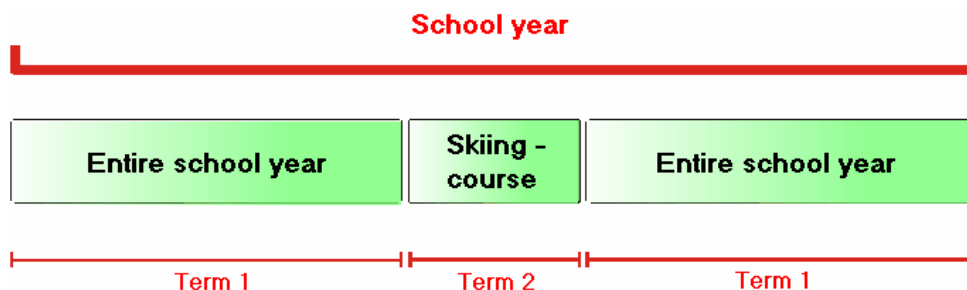 School year
Entire school year
Skiing -
course
Entire school year
Term 1
Term 2
Term 1